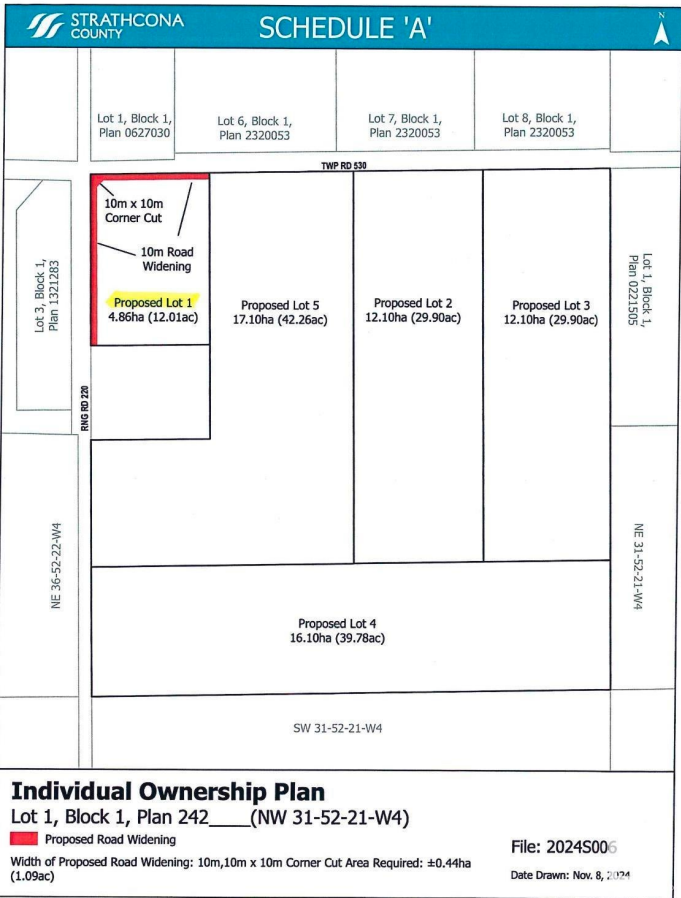 STRATHCONA
COUNTY
SCHEDULE 'A'
N
Lot 1, Block 1,
Plan 0627030
Lot 6, Block 1,
Plan 2320053
Lot 7, Block 1,
Plan 2320053
Lot 8, Block 1,
Plan 2320053
TWP RD 530
10m x 10m
Corner Cut
10m Road
Widening
Lot 3, Block 1,
Plan 1321283
Proposed Lot 1
4.86ha (12.01ac)
Proposed Lot 5
17.10ha (42.26ac)
Proposed Lot 2
12.10ha (29.90ac)
Proposed Lot 3
12.10ha (29.90ac)
Lot 1, Block 1,
Plan 0221505
RNG RD 220
NE 36-52-22-W4
NE 31-52-21-W4
Proposed Lot 4
16.10ha (39.78ac)
SW 31-52-21-W4
Individual Ownership Plan
Lot 1, Block 1, Plan 242____(NW 31-52-21-W4)
Proposed Road Widening
Width of Proposed Road Widening: 10m,10m x 10m Corner Cut Area Required: ±0.44ha
(1.09ac)
File: 2024S006
Date Drawn: Nov. 8, 2024